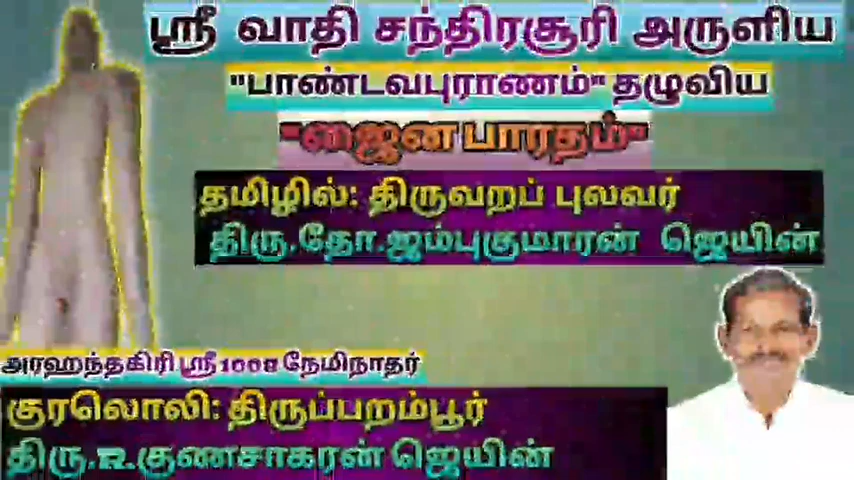 ஸ்ரீ வாதி சந்திரசூரி அருளிய
"பாண்டவபுராணம்" தழுவிய
"ஜைன பாரதம்"
தமிழில்: திருவறப் புலவர்
திரு.தோ.ஜம்புகுமாரன் ஜெயின்
அரஹந்தகிரி ஸ்ரீ 1008 நேமிநாதர்
குரலொலி: திருப்பறம்பூர்
திரு.உ.குணசாகரன் ஜெயின்